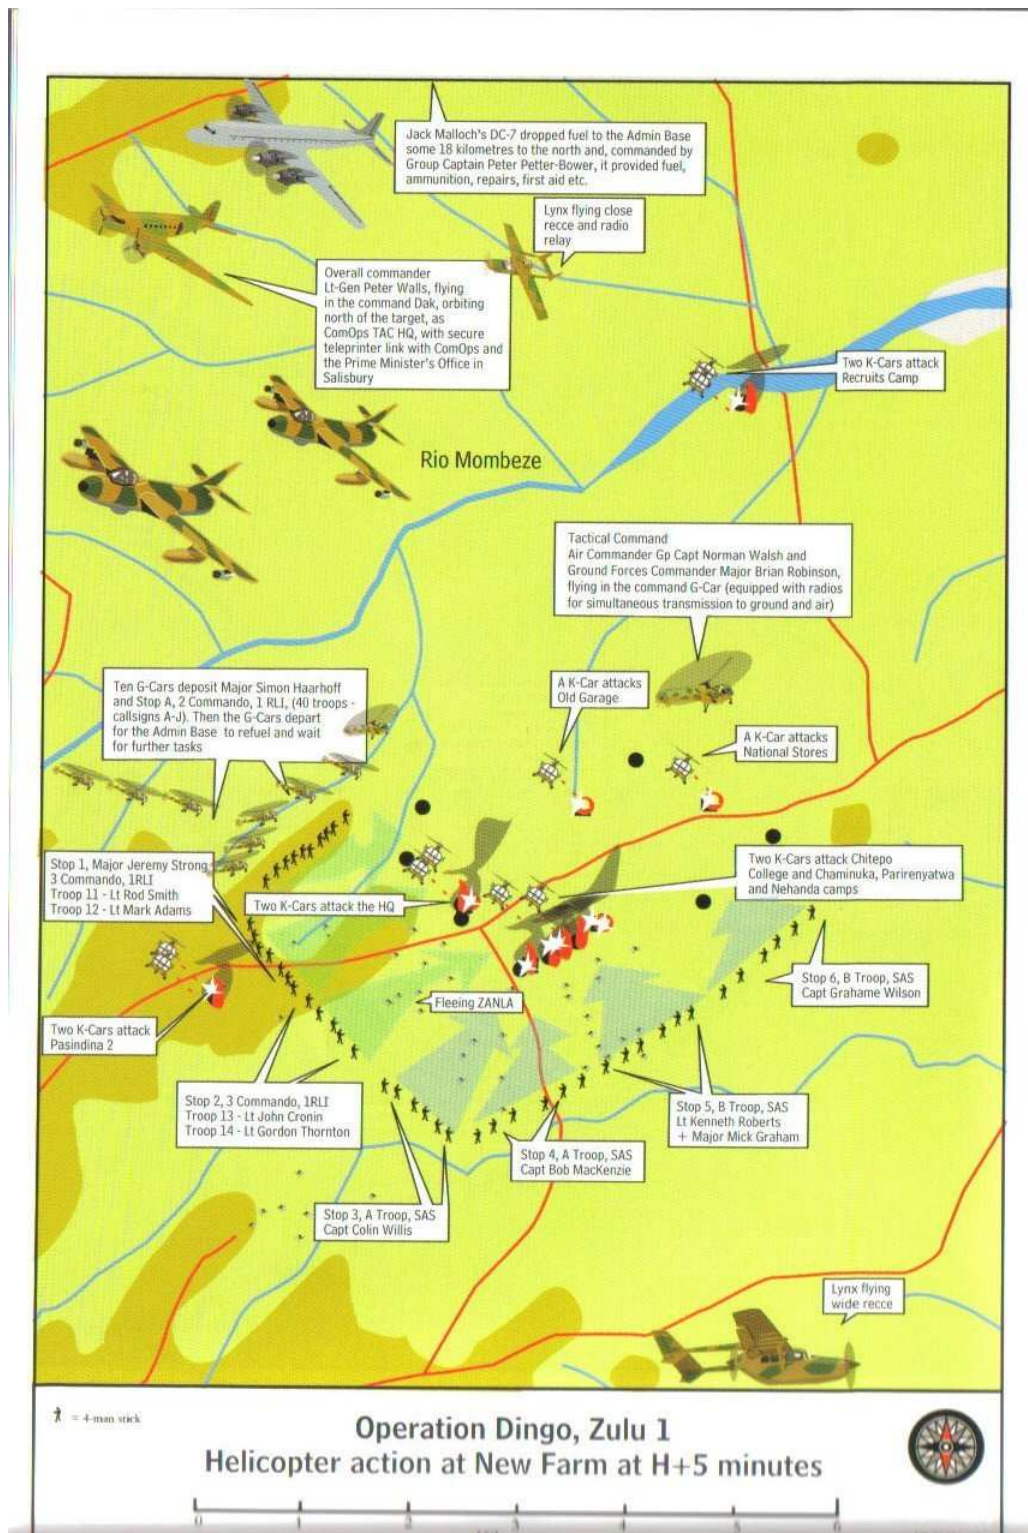 Jack Malloch's DC-7 dropped fuel to the Admin Base
some 18 kilometres to the north and, commanded by
Group Captain Peter Petter-Bower, it provided fuel,
ammunition, repairs, first aid etc.
Lynx flying close
recce and radio
relay
Overall commander
Lt-Gen Peter Walls, flying
in the command Dak, orbiting
north of the target, as
ComOps TAC HQ, with secure
teleprinter link with ComOps and
the Prime Minister's Office in
Salisbury
Two K-Cars attack
Recruits Camp
Rio Mombeze
Tactical Command
Air Commander Gp Capt Norman Walsh and
Ground Forces Commander Major Brian Robinson,
flying in the command G-Car (equipped with radios
for simultaneous transmission to ground and air)
Ten G-Cars deposit Major Simon Haarhoff
and Stop A, 2 Commando, 1 RLI, (40 troops -
callsigns A-J). Then the G-Cars depart
for the Admin Base to refuel and wait
for further tasks
A K-Car attacks
Old Garage
A K-Car attacks
National Stores
Stop 1, Major Jeremy Strong
3 Commando, 1RLI
Troop 11 - Lt Rod Smith
Troop 12 - Lt Mark Adams
Two K-Cars attack the HQ
Two K-Cars attack Chitepo
College and Chaminuka, Parirenyatwa
and Nehanda camps
Stop 6, B Troop, SAS
Capt Grahame Wilson
Fleeing ZANLA
Two K-Cars attack
Pasindina 2
Stop 2, 3 Commando, 1RLI
Troop 13 - Lt John Cronin
Troop 14 - Lt Gordon Thornton
Stop 5, B Troop, SAS
Lt Kenneth Roberts
+ Major Mick Graham
Stop 4, A Troop, SAS
Capt Bob MacKenzie
Stop 3, A Troop, SAS
Capt Colin Willis
Lynx flying
wide recce
= 4-man stick
Operation Dingo, Zulu 1
Helicopter action at New Farm at H+5 minutes
0 1 2 3 4 5 6